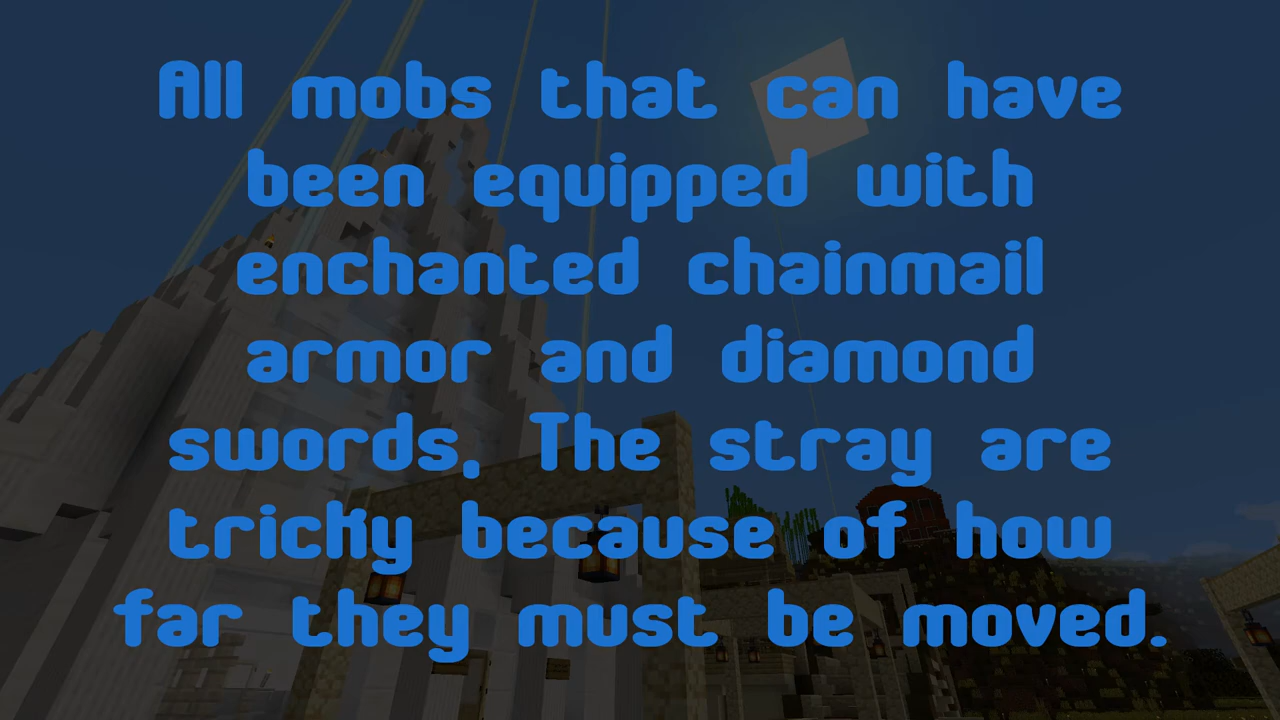 All mobs that can have
been equipped with
enchanted chainmail
armor and diamond
swords, The stray are
tricky because of how
far they must be moved.